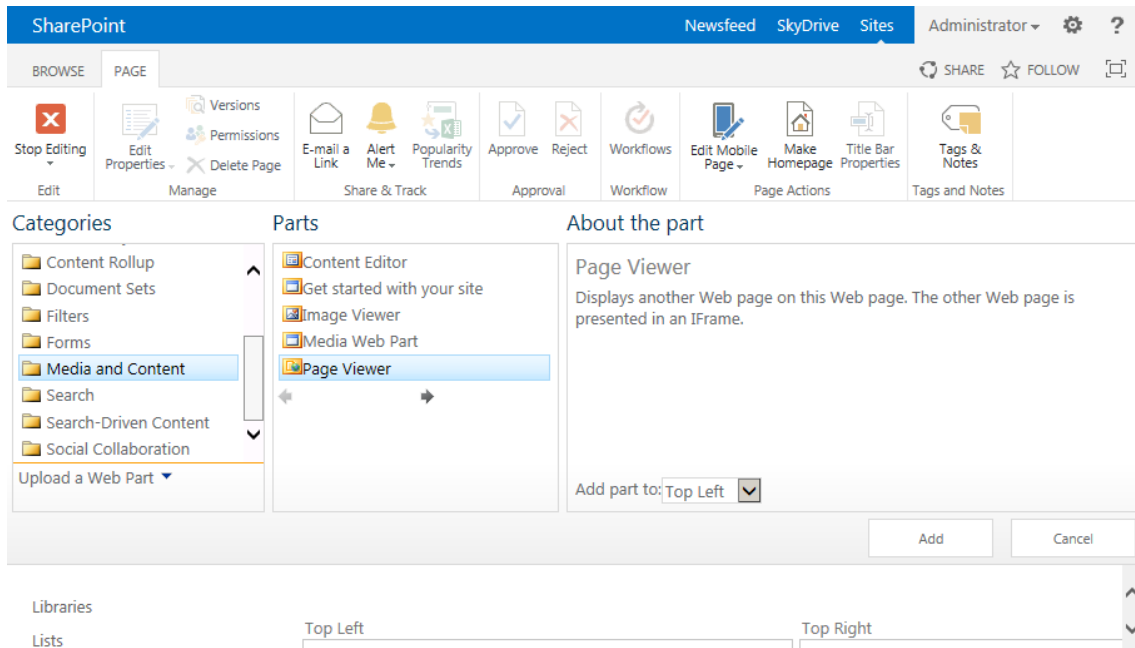 SharePoint Newsfeed SkyDrive Sites Administrator ?
BROWSE PAGE SHARE FOLLOW
Stop Editing
Edit
Edit Properties
Versions
Permissions
Delete Page
Manage
E-mail a Link
Alert Me
Popularity Trends
Share & Track
Approve
Reject
Approval
Workflows
Workflow
Edit Mobile Page
Make Homepage
Title Bar Properties
Page Actions
Tags & Notes
Tags and Notes
Categories
Content Rollup
Document Sets
Filters
Forms
Media and Content
Search
Search-Driven Content
Social Collaboration
Upload a Web Part
Parts
Content Editor
Get started with your site
Image Viewer
Media Web Part
Page Viewer
About the part
Page Viewer
Displays another Web page on this Web page. The other Web page is
presented in an IFrame.
Add part to: Top Left
Add Cancel
Libraries
Lists
Top Left Top Right